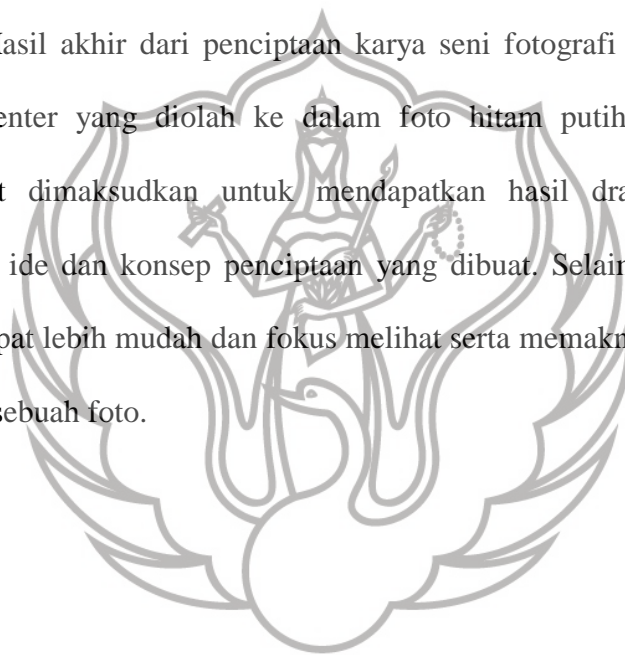 asil akhir dari penciptaan karya seni fotografi
enter yang diolah ke dalam foto hitam putih
t dimaksudkan untuk mendapatkan hasil dra
ide dan konsep penciptaan yang dibuat. Selain
pat lebih mudah dan fokus melihat serta memakn
sebuah foto.